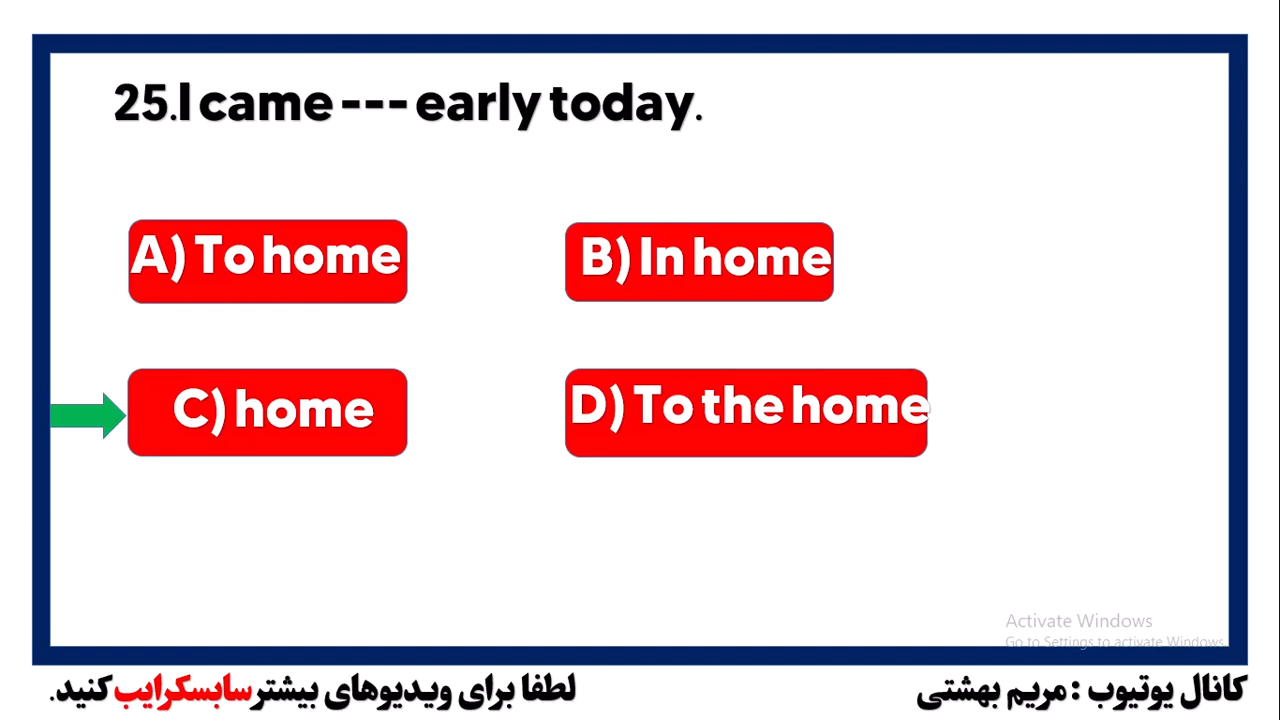 25.I came --- early today.
A) To home
B) In home
C) home
D) To the home
Activate Windows
Go to Settings to activate Windows.
کانال یوتیوب : مریم بهشتی
لطفا برای ویدیوهای بیشتر سابسکرایب کنید.